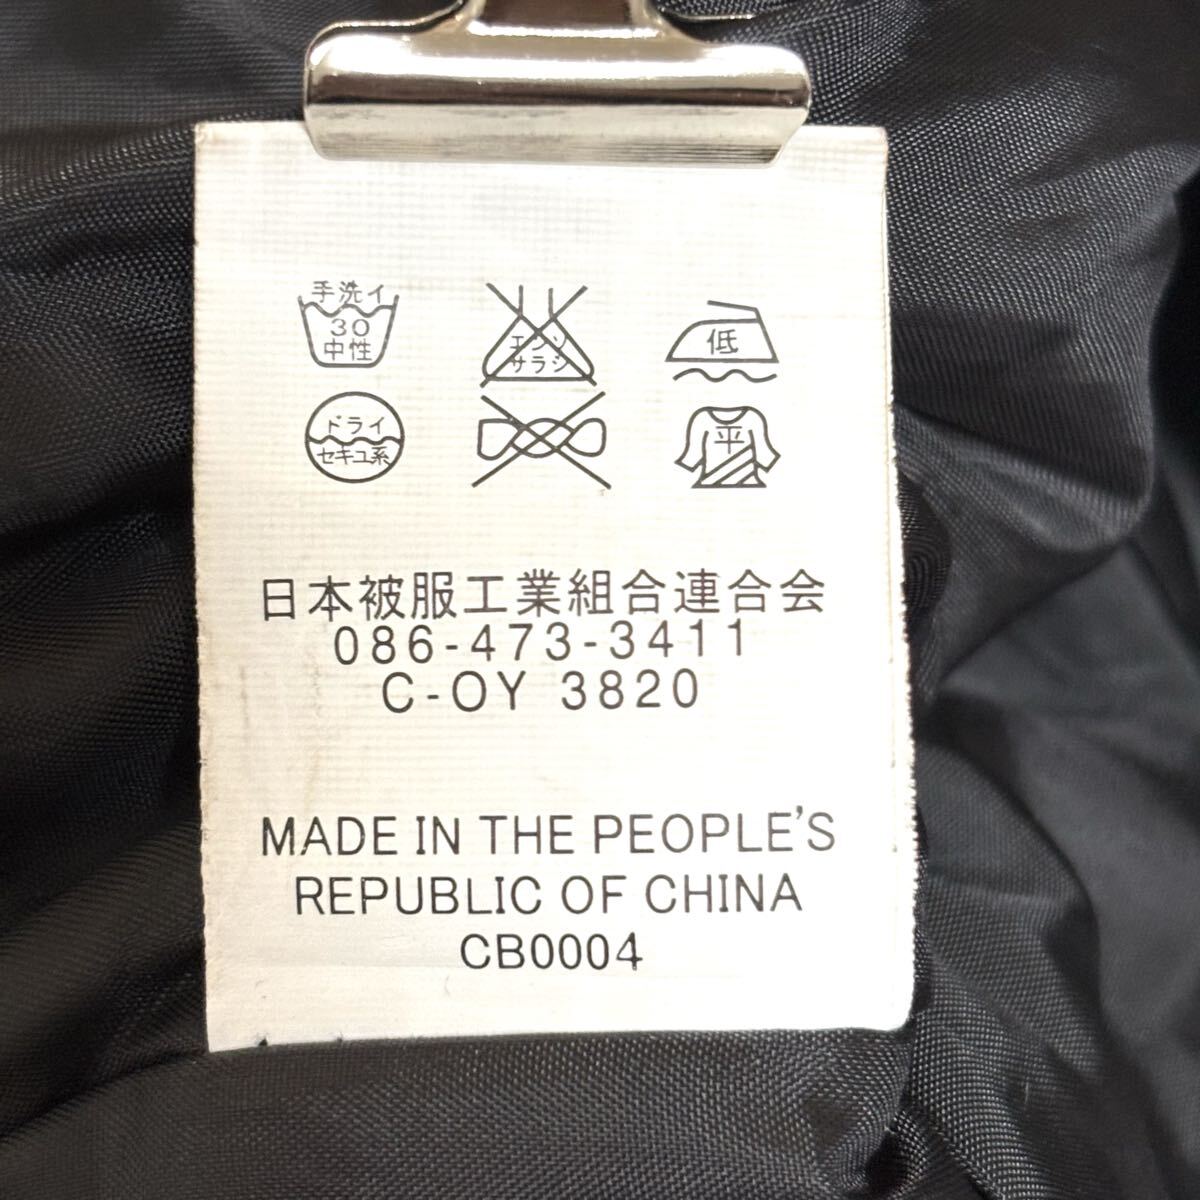 手洗イ
30
中性
エンソ
サラシ
低
ドライ
セキユ系
平
日本被服工業組合連合会
086-473-3411
C-OY 3820
MADE IN THE PEOPLE'S
REPUBLIC OF CHINA
CB0004